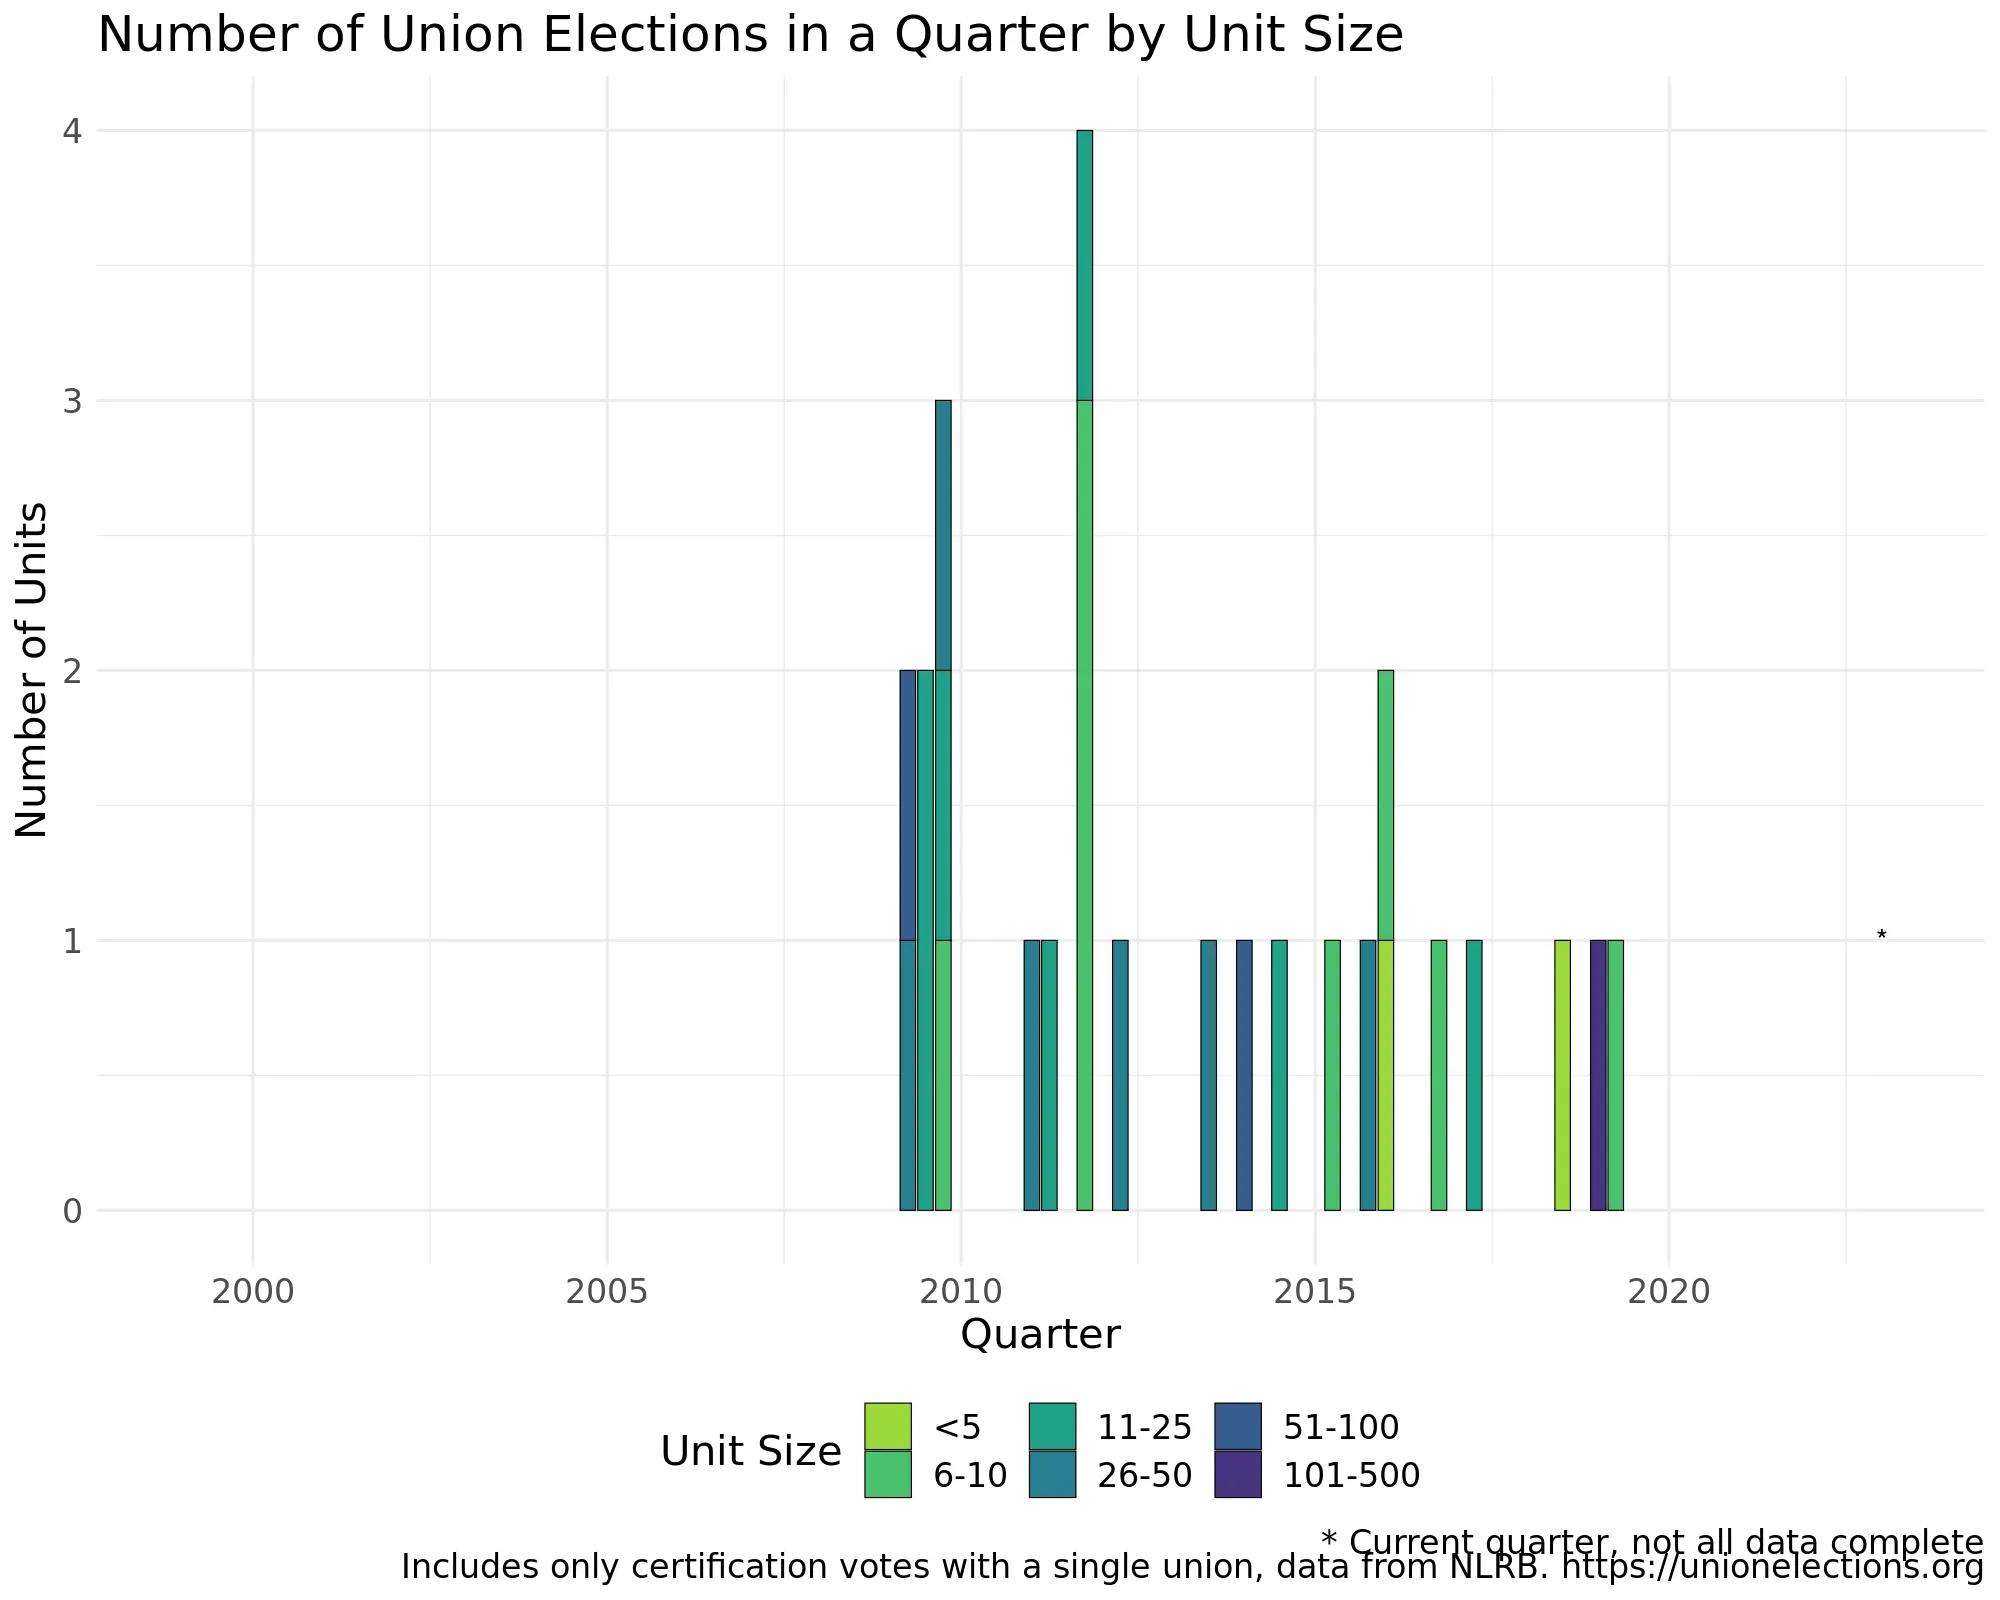 Number of Union Elections in a Quarter by Unit Size
4
3
2
1
0
Number of Units
*
2000 2005 2010 2015 2020
Quarter
Unit Size
<5 11-25 51-100
6-10 26-50 101-500
* Current quarter, not all data complete
Includes only certification votes with a single union, data from NLRB. https://unionelections.org